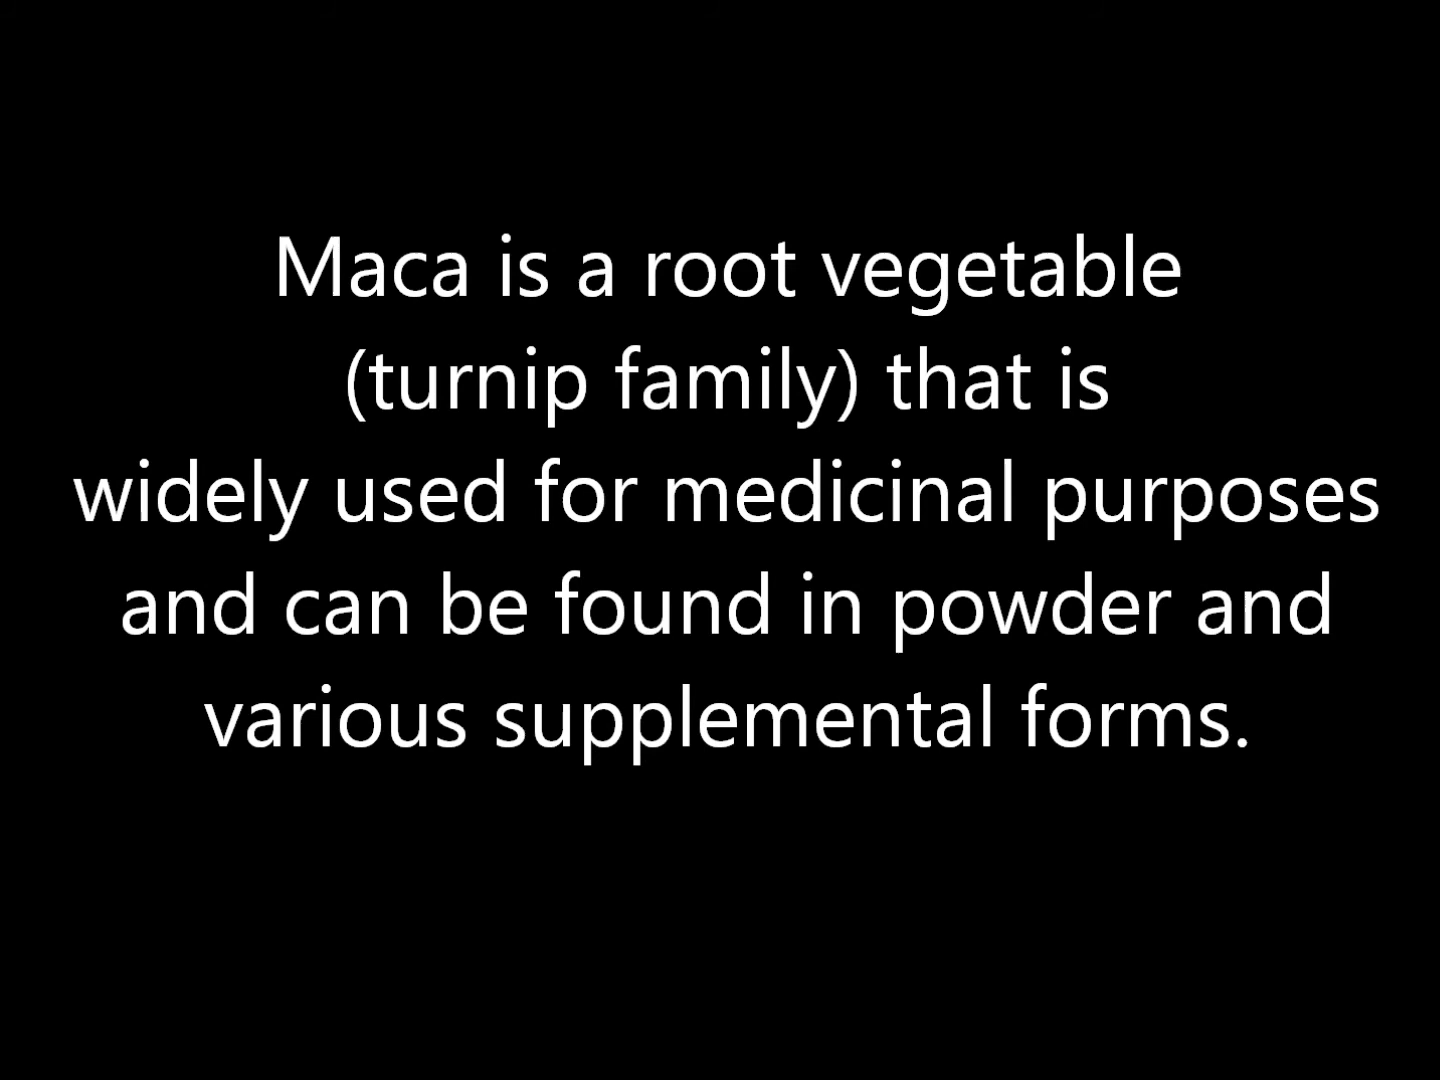 Maca is a root vegetable
(turnip family) that is
widely used for medicinal purposes
and can be found in powder and
various supplemental forms.